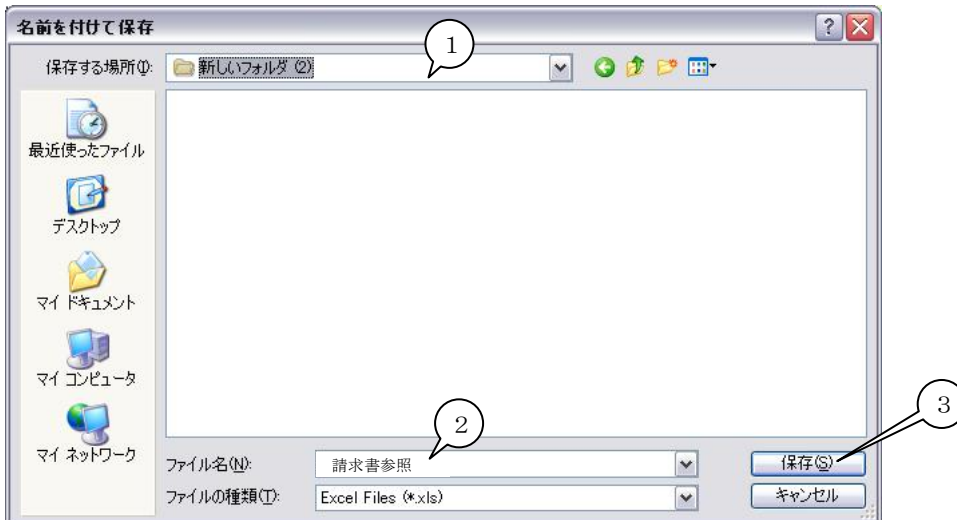 名前を付けて保存
1
保存する場所(I):
新しいフォルダ (2)
最近使ったファイル
デスクトップ
マイ ドキュメント
マイ コンピュータ
マイ ネットワーク
2
3
ファイル名(N):
請求書参照
保存(S)
ファイルの種類(T):
Excel Files (*.xls)
キャンセル